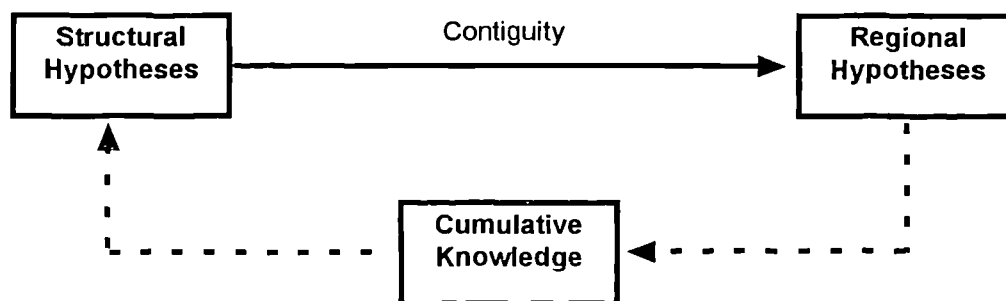 Structural
Hypotheses
Contiguity
Regional
Hypotheses
Cumulative
Knowledge